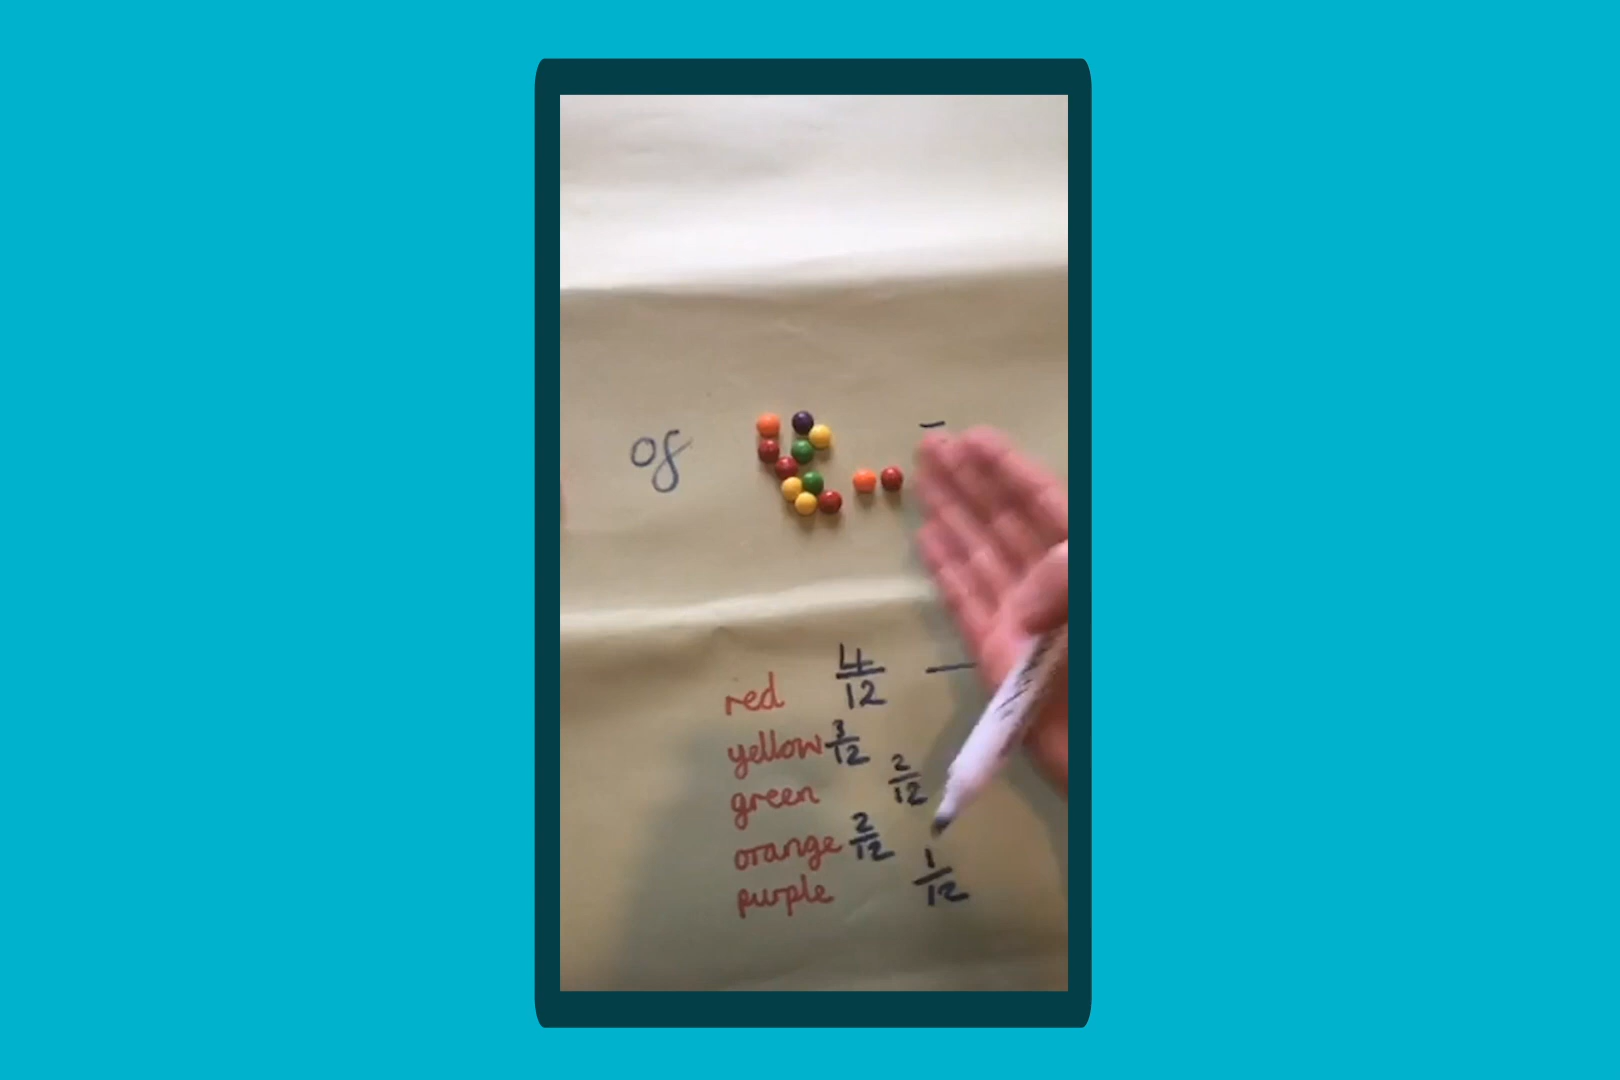 of
red 4/12
yellow 3/12
green 2/12
orange 2/12
purple 1/12